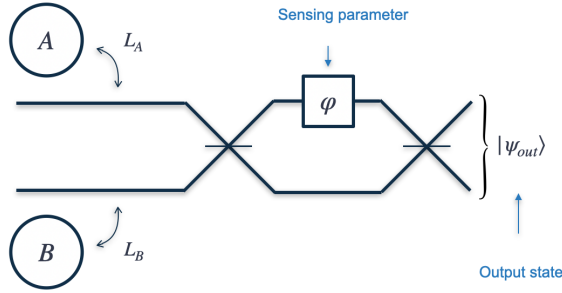 Sensing parameter
A
L_A
φ
|ψ_out⟩
B
L_B
Output state